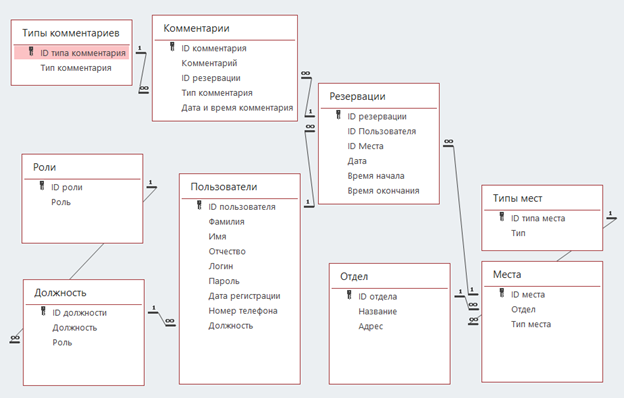 Типы комментариев
ID типа комментария
Тип комментария
1
∞
Комментарии
ID комментария
Комментарий
ID резервации
Тип комментария
Дата и время комментария
∞
1
Резервации
ID резервации
ID Пользователя
ID Места
Дата
Время начала
Время окончания
∞
∞
1
Роли
ID роли
Роль
1
Пользователи
ID пользователя
Фамилия
Имя
Отчество
Логин
Пароль
Дата регистрации
Номер телефона
Должность
Типы мест
ID типа места
Тип
1
Должность
ID должности
Должность
Роль
∞
1
∞
Отдел
ID отдела
Название
Адрес
1
Места
ID места
Отдел
Тип места
1
∞
∞